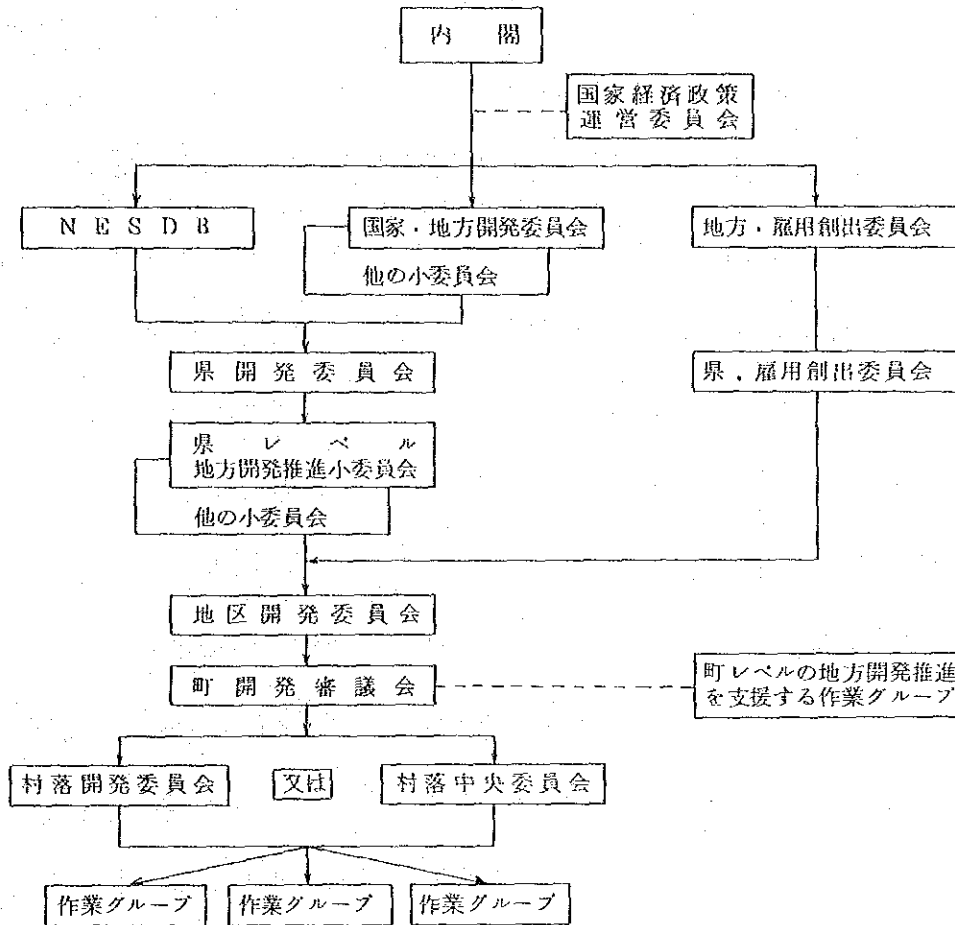 内閣
国家経済政策
運営委員会
NESDB
国家・地方開発委員会
地方・雇用創出委員会
他の小委員会
県開発委員会
県・雇用創出委員会
県レベル
地方開発推進小委員会
他の小委員会
地区開発委員会
町開発審議会
町レベルの地方開発推進
を支援する作業グループ
村落開発委員会
又は
村落中央委員会
作業グループ
作業グループ
作業グループ